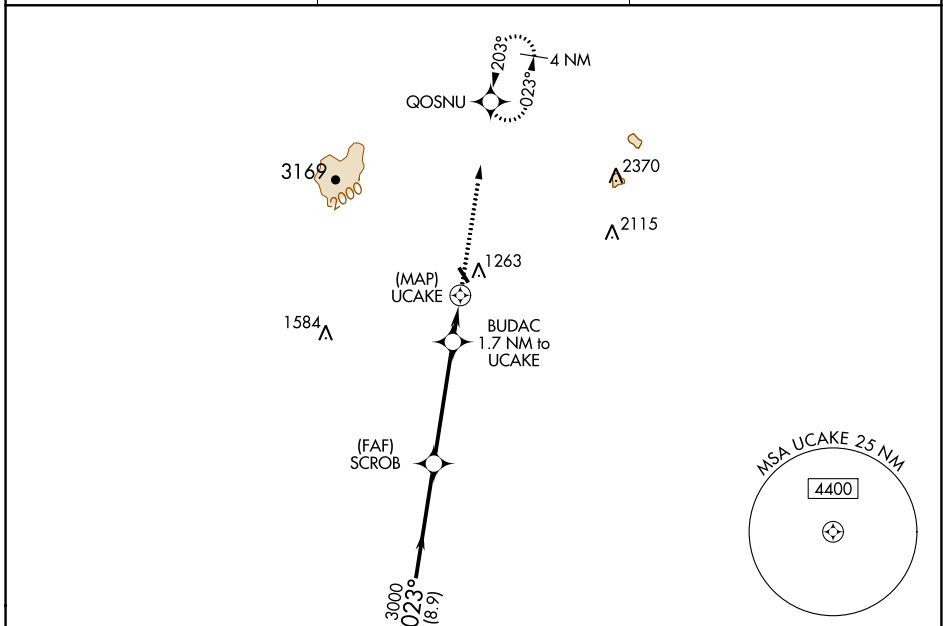 203°
4 NM
023°
QOSNU
3169
2000
2370
2115
1263
(MAP)
UCAKE
1584
BUDAC
1.7 NM to
UCAKE
(FAF)
SCROB
MSA UCAKE 25 NM
4400
3000
023°
(8.9)